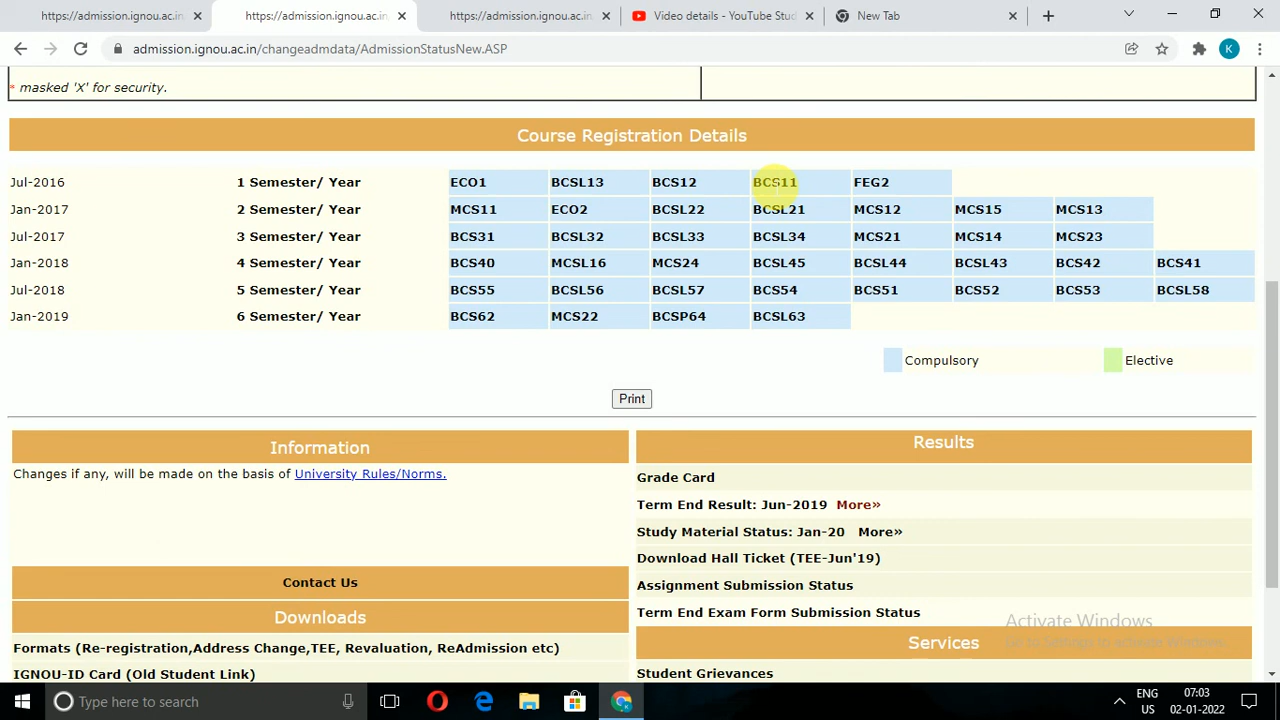 https://admission.ignou.ac.in
https://admission.ignou.ac.in
https://admission.ignou.ac.in
Video details - YouTube Stud
New Tab
admission.ignou.ac.in/changeadmdata/AdmissionStatusNew.ASP
K
* masked 'X' for security.
Course Registration Details
Jul-2016 1 Semester/ Year ECO1 BCSL13 BCS12 BCS11 FEG2
Jan-2017 2 Semester/ Year MCS11 ECO2 BCSL22 BCSL21 MCS12 MCS15 MCS13
Jul-2017 3 Semester/ Year BCS31 BCSL32 BCSL33 BCSL34 MCS21 MCS14 MCS23
Jan-2018 4 Semester/ Year BCS40 MCSL16 MCS24 BCSL45 BCSL44 BCSL43 BCS42 BCS41
Jul-2018 5 Semester/ Year BCS55 BCSL56 BCSL57 BCS54 BCS51 BCS52 BCS53 BCSL58
Jan-2019 6 Semester/ Year BCS62 MCS22 BCSP64 BCSL63
Compulsory Elective
Print
Information
Changes if any, will be made on the basis of University Rules/Norms.
Contact Us
Downloads
Formats (Re-registration,Address Change,TEE, Revaluation, ReAdmission etc)
IGNOU-ID Card (Old Student Link)
Results
Grade Card
Term End Result: Jun-2019 More»
Study Material Status: Jan-20 More»
Download Hall Ticket (TEE-Jun'19)
Assignment Submission Status
Term End Exam Form Submission Status
Services
Student Grievances
Activate Windows
Go to Settings to activate Windows.
Type here to search
ENG
US
07:03
02-01-2022